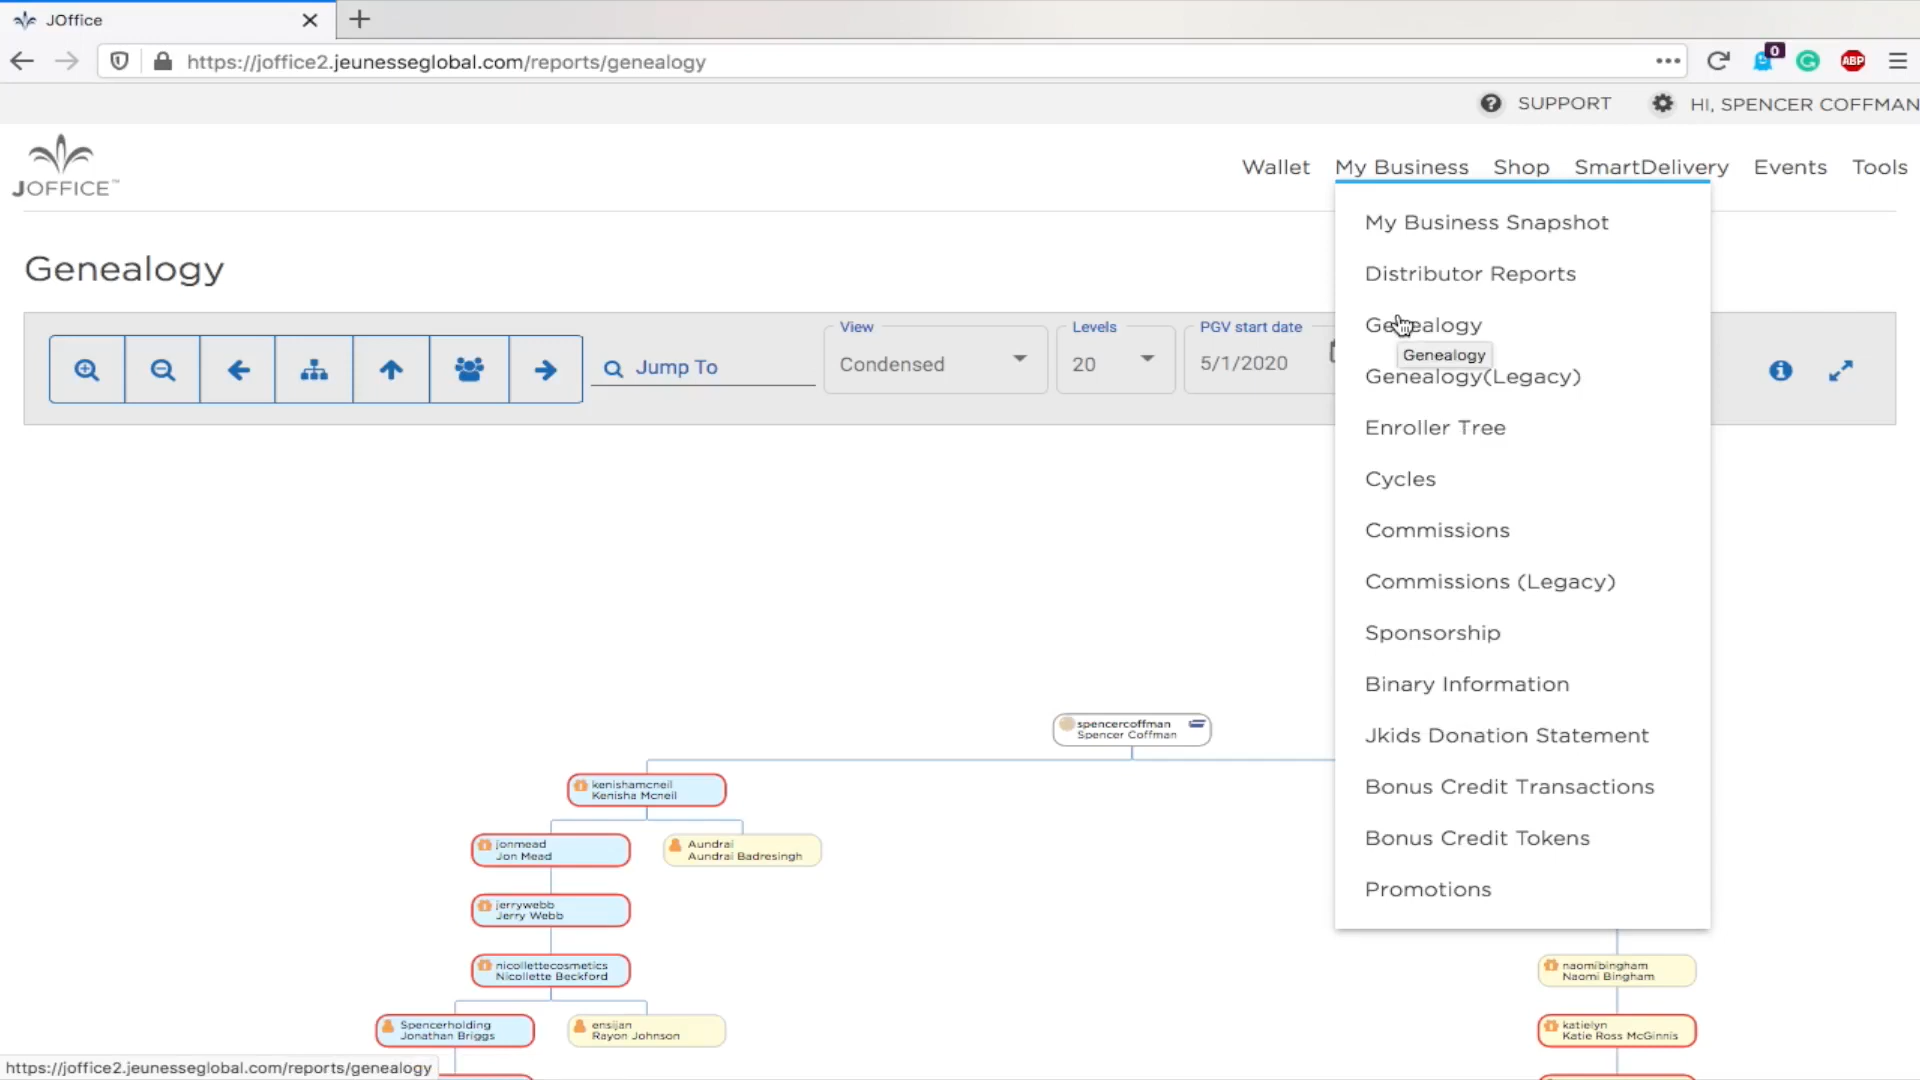 JOffice
https://joffice2.jeunesseglobal.com/reports/genealogy
0
ABP
SUPPORT
HI, SPENCER COFFMAN
JOFFICE™
Wallet
My Business
Shop
SmartDelivery
Events
Tools
My Business Snapshot
Distributor Reports
Genealogy
Genealogy
Genealogy(Legacy)
Enroller Tree
Cycles
Commissions
Commissions (Legacy)
Sponsorship
Binary Information
Jkids Donation Statement
Bonus Credit Transactions
Bonus Credit Tokens
Promotions
Genealogy
Jump To
View
Condensed
Levels
20
PGV start date
5/1/2020
spencercoffman
Spencer Coffman
kenishamcneil
Kenisha Mcneil
jonmead
Jon Mead
Aundrai
Aundrai Badresingh
jerrywebb
Jerry Webb
nicollettecosmetics
Nicollette Beckford
naomibingham
Naomi Bingham
Spencerholding
Jonathan Briggs
ensijan
Rayon Johnson
katielyn
Katie Ross McGinnis
https://joffice2.jeunesseglobal.com/reports/genealogy